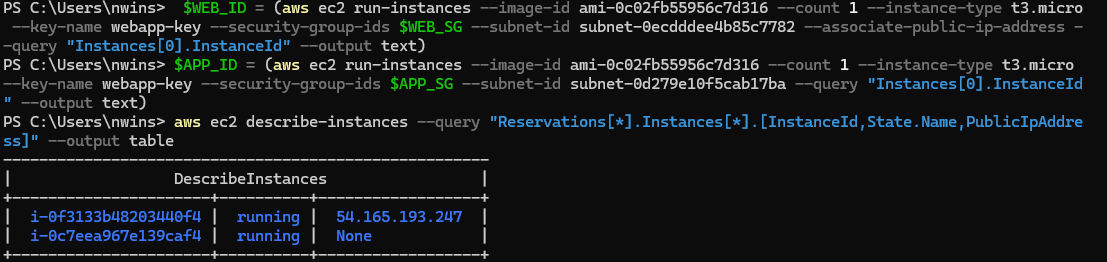 PS C:\Users\nwins>  $WEB_ID = (aws ec2 run-instances --image-id ami-0c02fb55956c7d316 --count 1 --instance-type t3.micro
 --key-name webapp-key --security-group-ids $WEB_SG --subnet-id subnet-0ecdddee4b85c7782 --associate-public-ip-address -
-query "Instances[0].InstanceId" --output text)
PS C:\Users\nwins> $APP_ID = (aws ec2 run-instances --image-id ami-0c02fb55956c7d316 --count 1 --instance-type t3.micro
--key-name webapp-key --security-group-ids $APP_SG --subnet-id subnet-0d279e10f5cab17ba --query "Instances[0].InstanceId
" --output text)
PS C:\Users\nwins> aws ec2 describe-instances --query "Reservations[*].Instances[*].[InstanceId,State.Name,PublicIpAddre
ss]" --output table
---------------------------------------------------
|                DescribeInstances                |
+----------------------+----------+-----------------+
|  i-0f3133b48203440f4 |  running |  54.165.193.247 |
|  i-0c7eea967e139caf4 |  running |  None           |
+----------------------+----------+-----------------+